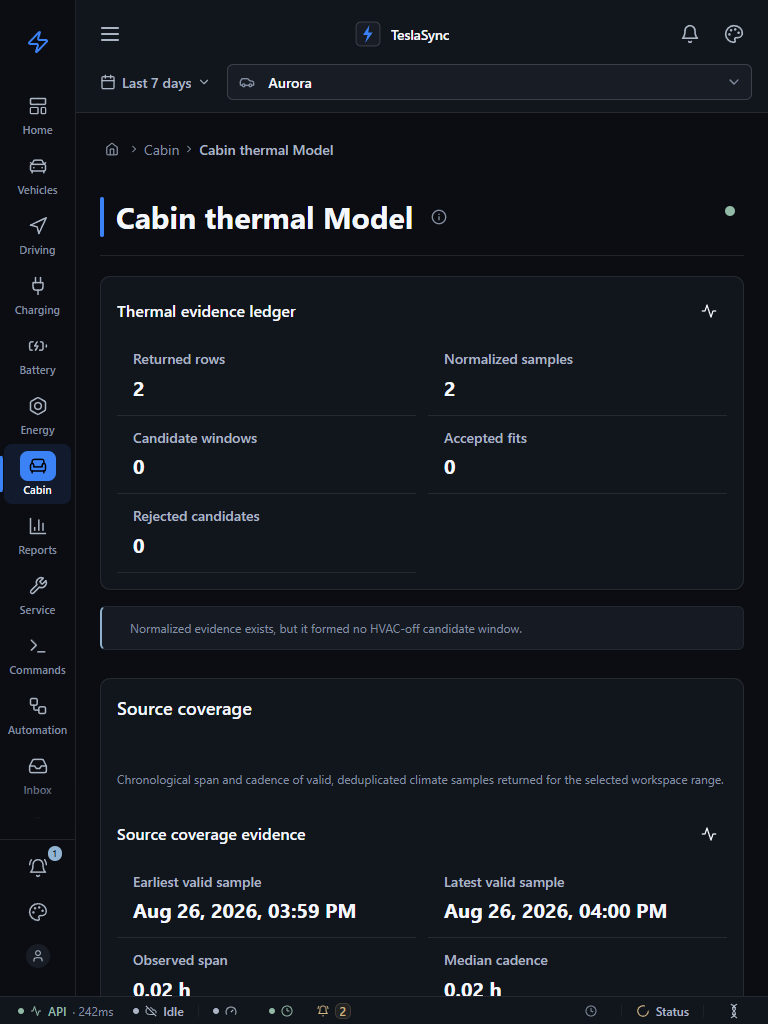 TeslaSync
Last 7 days
Aurora
Home
Vehicles
Driving
Charging
Battery
Energy
Cabin
Reports
Service
Commands
Automation
Inbox
1
Cabin
Cabin thermal Model
Cabin thermal Model
Thermal evidence ledger
Returned rows
2
Normalized samples
2
Candidate windows
0
Accepted fits
0
Rejected candidates
0
Normalized evidence exists, but it formed no HVAC-off candidate window.
Source coverage
Chronological span and cadence of valid, deduplicated climate samples returned for the selected workspace range.
Source coverage evidence
Earliest valid sample
Aug 26, 2026, 03:59 PM
Latest valid sample
Aug 26, 2026, 04:00 PM
Observed span
0.02 h
Median cadence
0.02 h
API · 242ms
Idle
2
Status